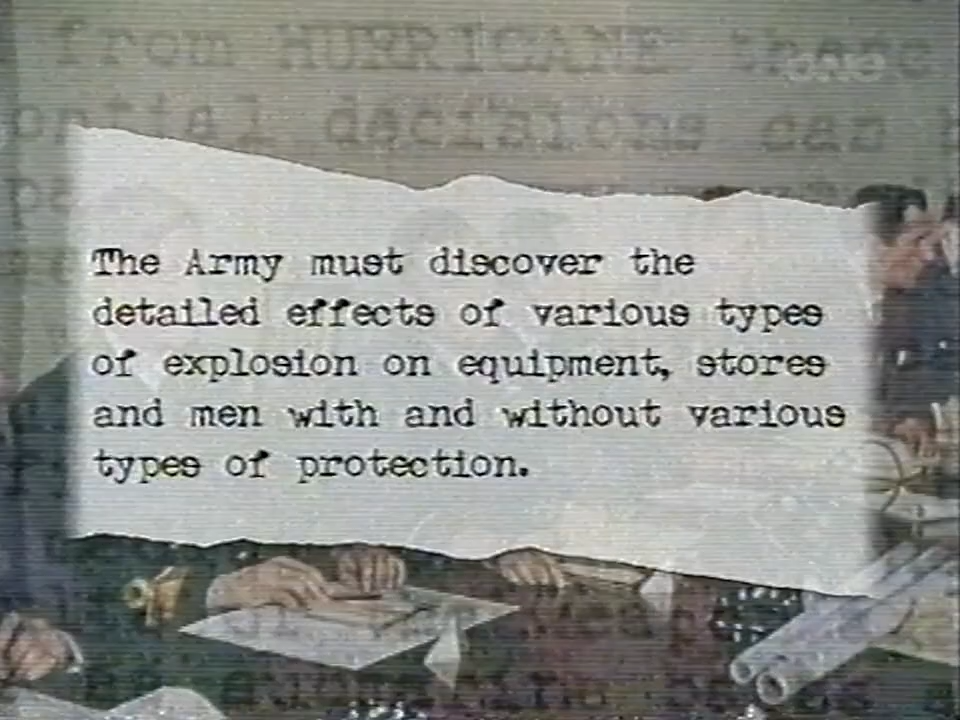 from HURRICANE
one
decisions can
The Army must discover the
detailed effects of various types
of explosion on equipment, stores
and men with and without various
types of protection.